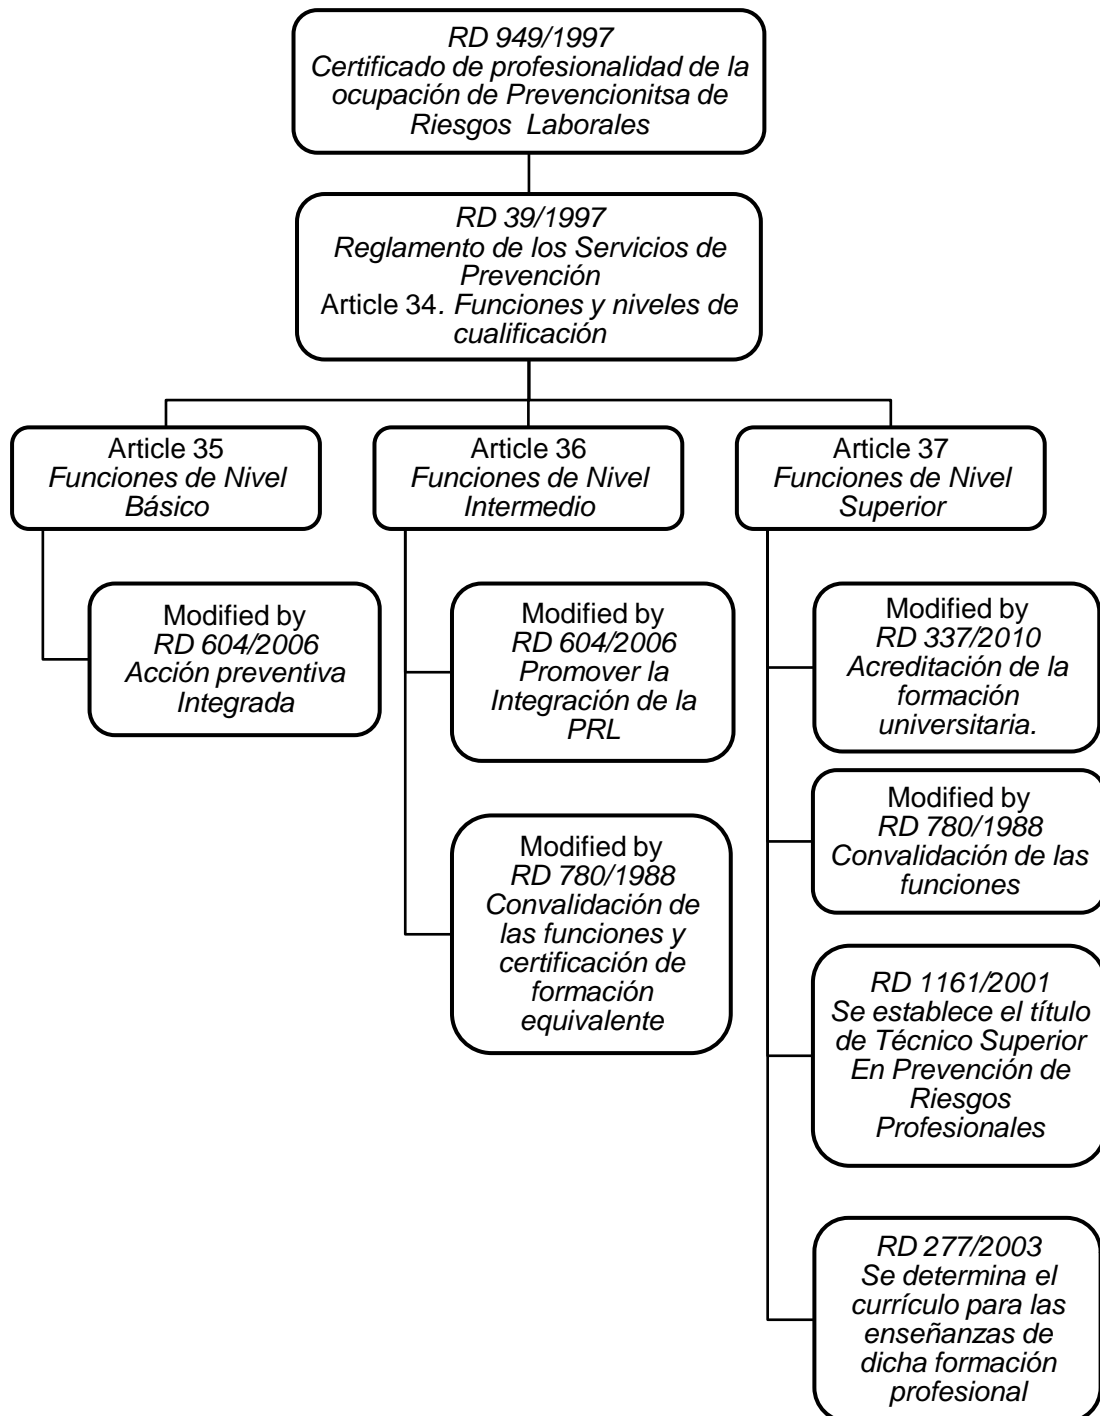 RD 949/1997
Certificado de profesionalidad de la
ocupación de Prevencionitsa de
Riesgos Laborales
RD 39/1997
Reglamento de los Servicios de
Prevención
Article 34. Funciones y niveles de
cualificación
Article 35
Funciones de Nivel
Básico
Modified by
RD 604/2006
Acción preventiva
Integrada
Article 36
Funciones de Nivel
Intermedio
Modified by
RD 604/2006
Promover la
Integración de la
PRL
Modified by
RD 780/1988
Convalidación de
las funciones y
certificación de
formación
equivalente
Article 37
Funciones de Nivel
Superior
Modified by
RD 337/2010
Acreditación de la
formación
universitaria.
Modified by
RD 780/1988
Convalidación de las
funciones
RD 1161/2001
Se establece el título
de Técnico Superior
En Prevención de
Riesgos
Profesionales
RD 277/2003
Se determina el
currículo para las
enseñanzas de
dicha formación
profesional